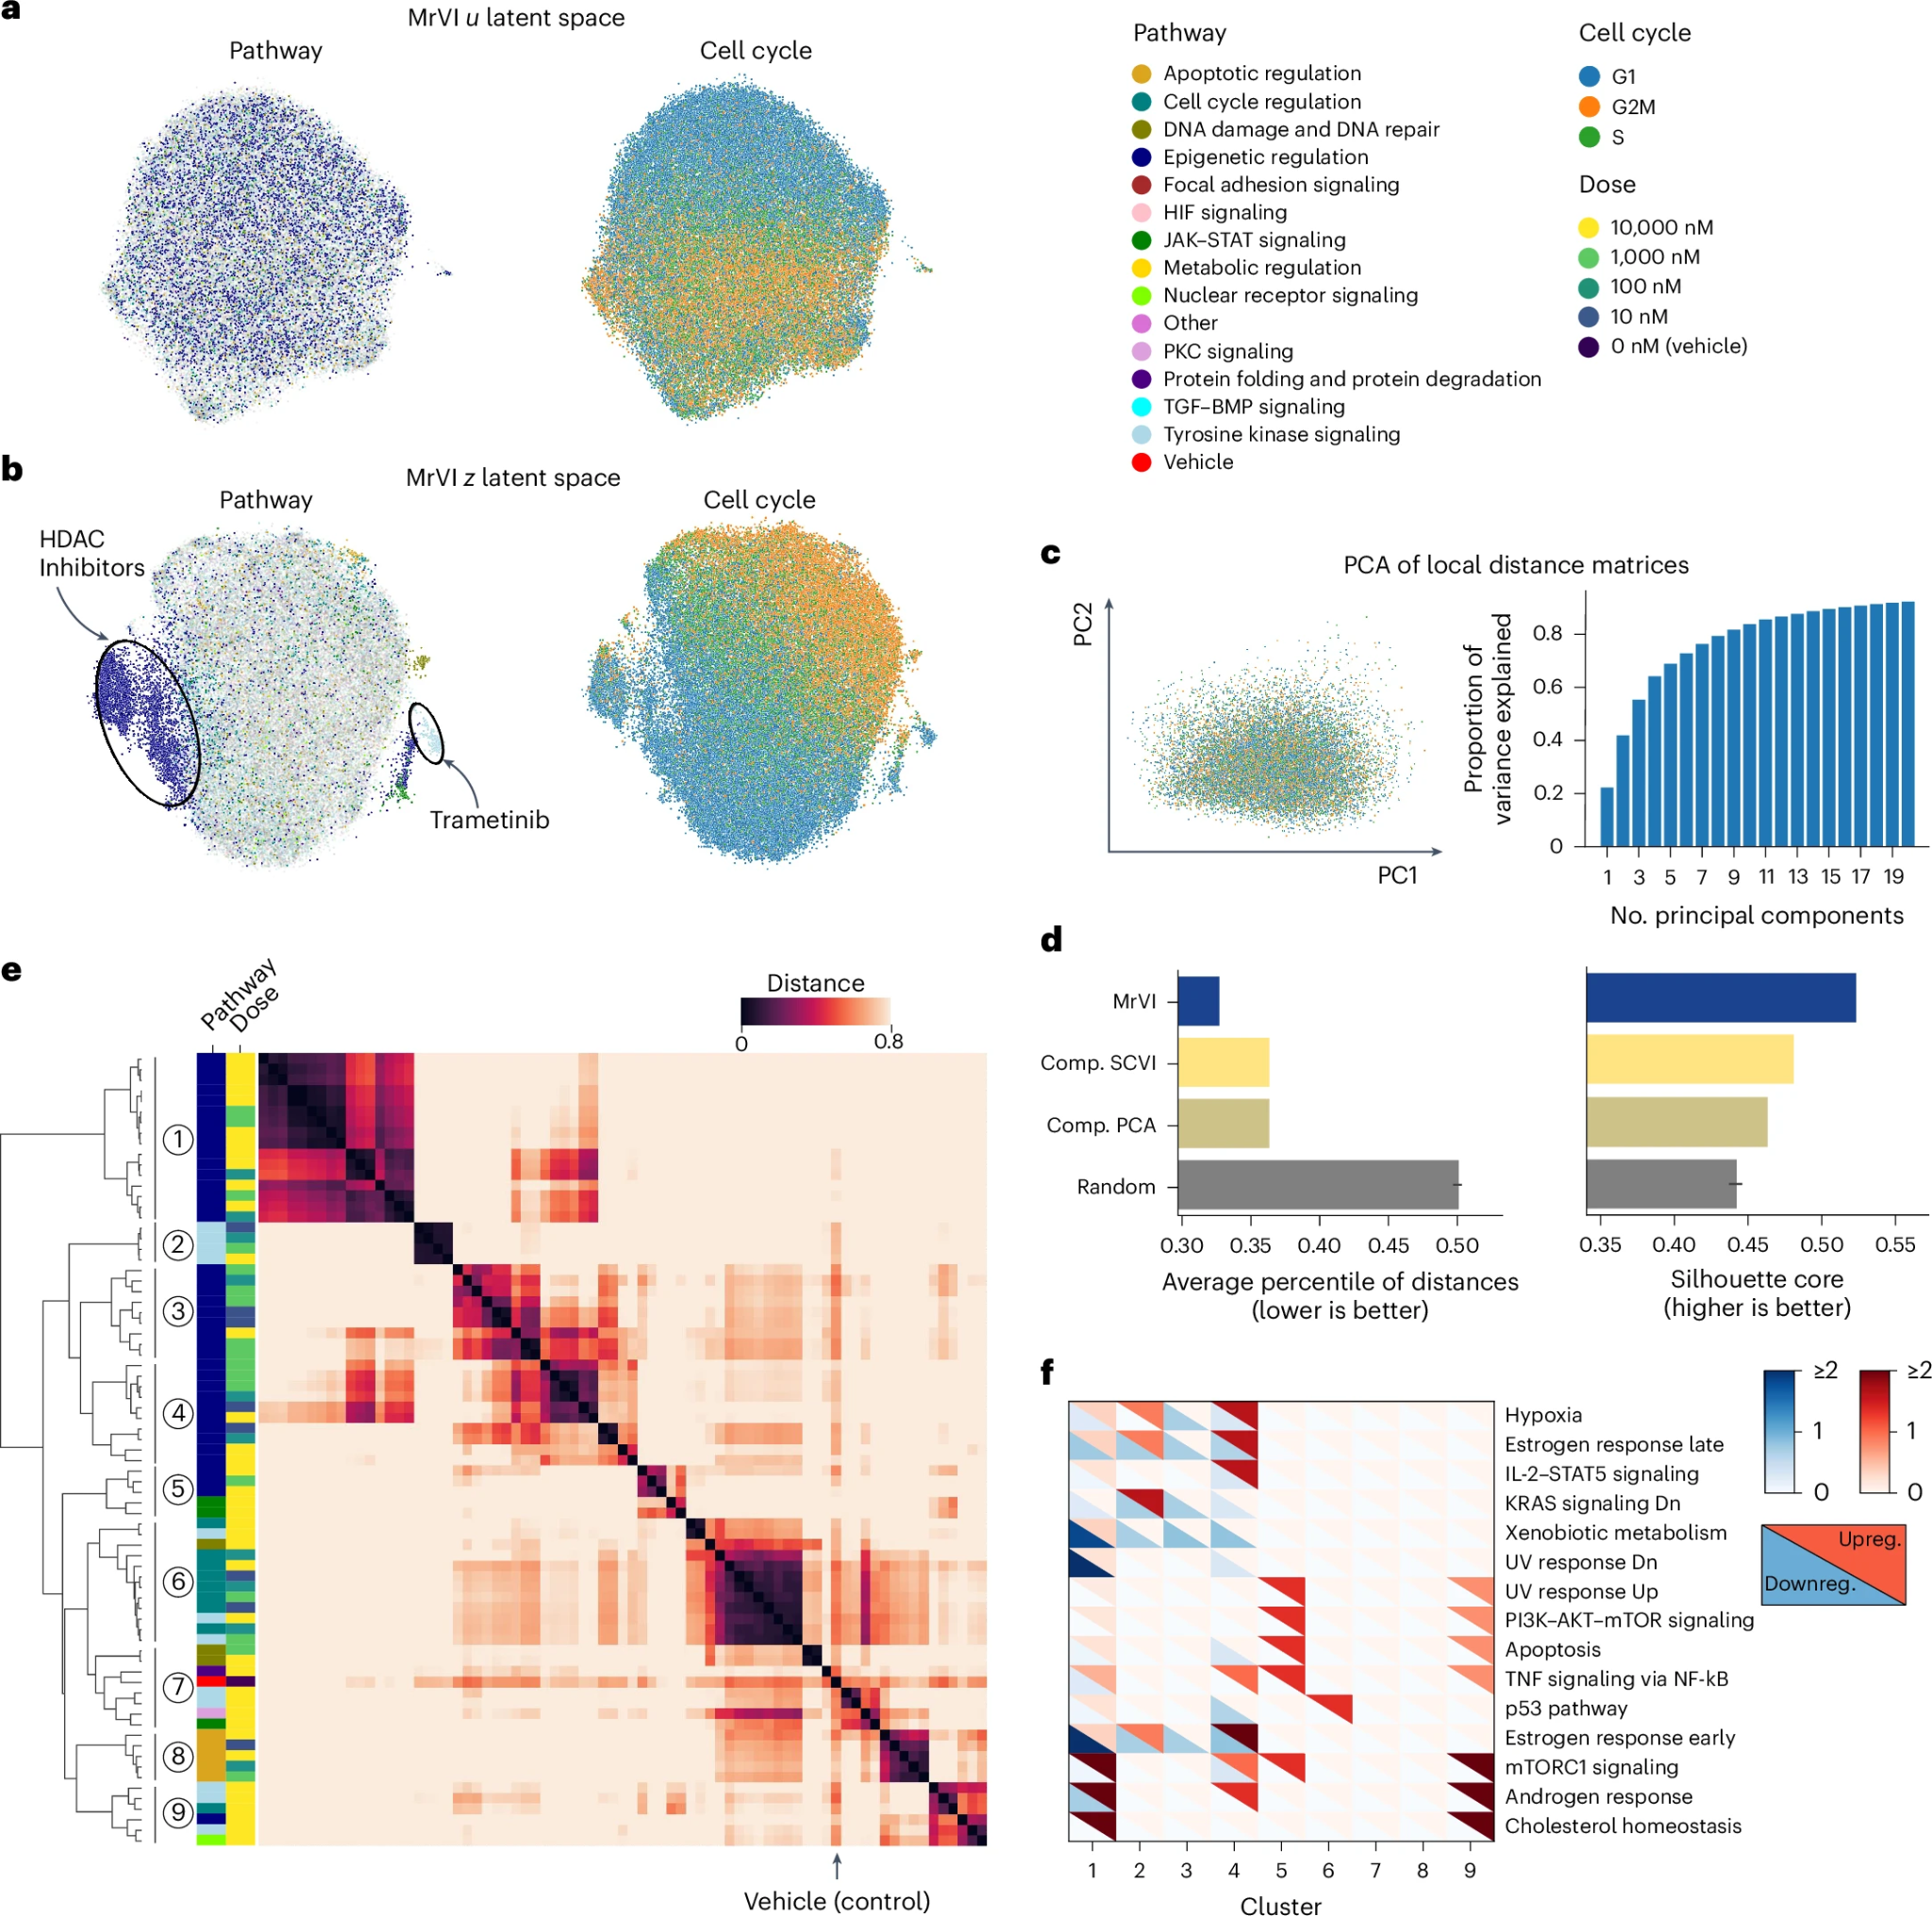 a
MrVI u latent space
Pathway
Cell cycle
Pathway
Apoptotic regulation
Cell cycle regulation
DNA damage and DNA repair
Epigenetic regulation
Focal adhesion signaling
HIF signaling
JAK–STAT signaling
Metabolic regulation
Nuclear receptor signaling
Other
PKC signaling
Protein folding and protein degradation
TGF–BMP signaling
Tyrosine kinase signaling
Vehicle
Cell cycle
G1
G2M
S
Dose
10,000 nM
1,000 nM
100 nM
10 nM
0 nM (vehicle)
b
MrVI z latent space
Pathway
Cell cycle
HDAC
Inhibitors
Trametinib
c
PCA of local distance matrices
PC2
PC1
Proportion of
variance explained
0.8
0.6
0.4
0.2
0
1 3 5 7 9 11 13 15 17 19
No. principal components
d
MrVI
Comp. SCVI
Comp. PCA
Random
0.30 0.35 0.40 0.45 0.50
Average percentile of distances
(lower is better)
0.35 0.40 0.45 0.50 0.55
Silhouette core
(higher is better)
e
Pathway
Dose
Distance
0 0.8
1
2
3
4
5
6
7
8
9
Vehicle (control)
f
Hypoxia
Estrogen response late
IL-2–STAT5 signaling
KRAS signaling Dn
Xenobiotic metabolism
UV response Dn
UV response Up
PI3K–AKT–mTOR signaling
Apoptosis
TNF signaling via NF-kB
p53 pathway
Estrogen response early
mTORC1 signaling
Androgen response
Cholesterol homeostasis
1 2 3 4 5 6 7 8 9
Cluster
≥2 ≥2
1 1
0 0
Upreg.
Downreg.